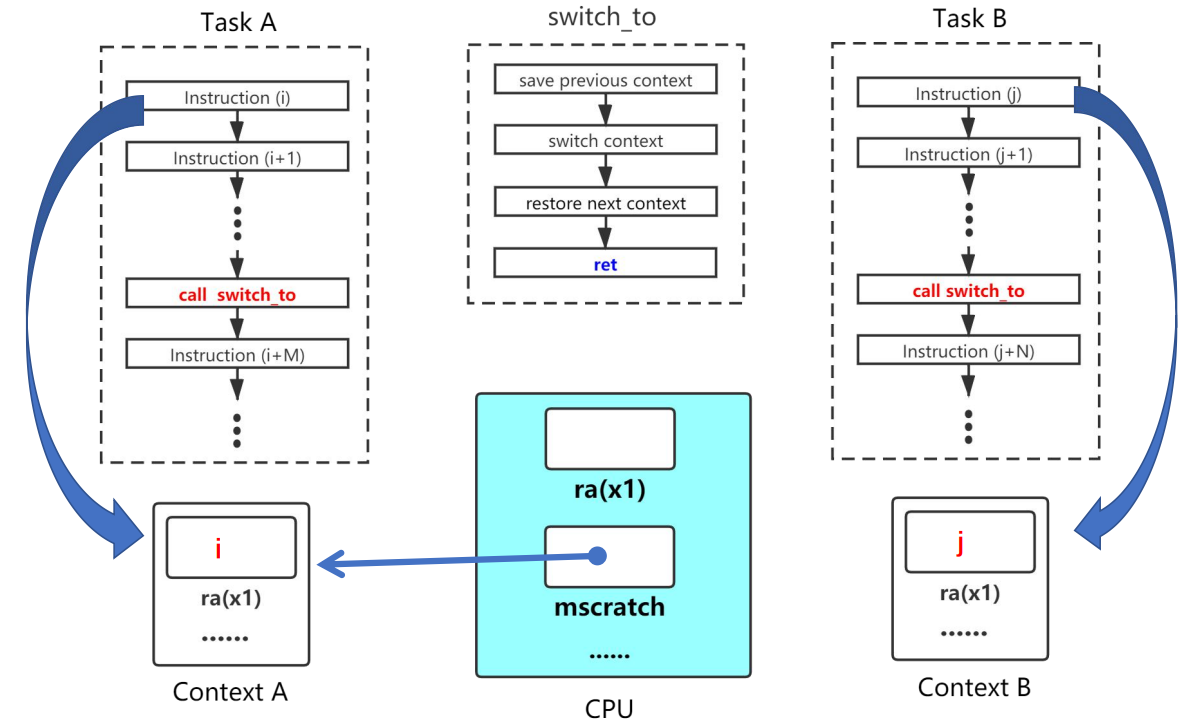 Task A
Instruction (i)
Instruction (i+1)
call switch_to
Instruction (i+M)
switch_to
save previous context
switch context
restore next context
ret
Task B
Instruction (j)
Instruction (j+1)
call switch_to
Instruction (j+N)
i
ra(x1)
......
Context A
ra(x1)
mscratch
......
CPU
j
ra(x1)
......
Context B